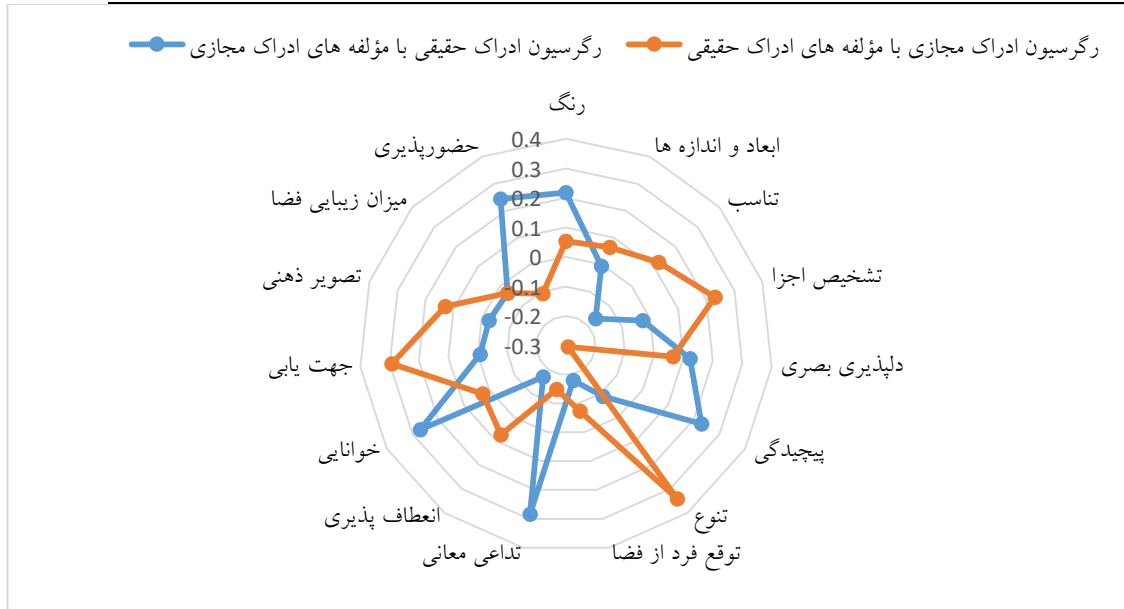 رگرسیون ادراک مجازی با مؤلفه های ادراک حقیقی
رگرسیون ادراک حقیقی با مؤلفه های ادراک مجازی
رنگ
ابعاد و اندازه ها
تناسب
تشخیص اجزا
دلپذیری بصری
پیچیدگی
تنوع
توقع فرد از فضا
تداعی معانی
انعطاف پذیری
خوانایی
جهت یابی
تصویر ذهنی
میزان زیبایی فضا
حضورپذیری
0.4
0.3
0.2
0.1
0
-0.1
-0.2
-0.3